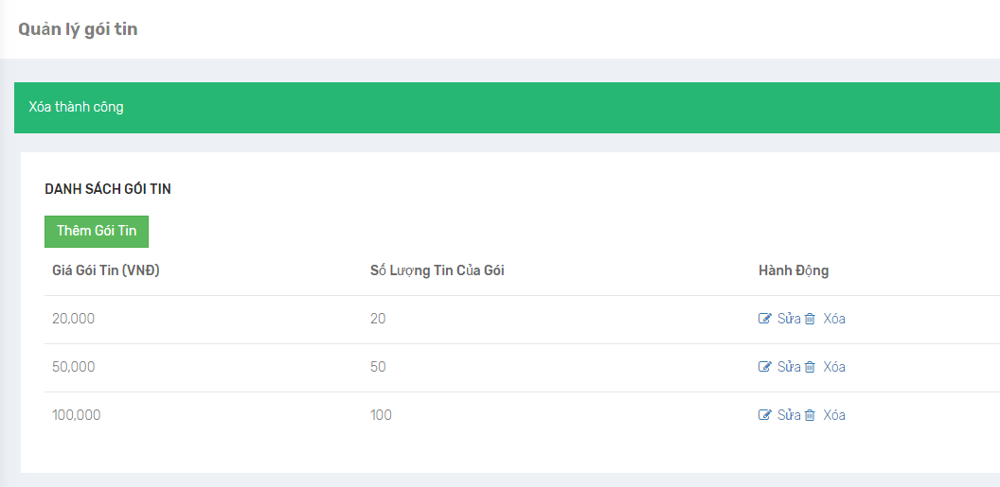 Quản lý gói tin
Xóa thành công
DANH SÁCH GÓI TIN
Thêm Gói Tin
Giá Gói Tin (VNĐ) Số Lượng Tin Của Gói Hành Động
20,000 20 Sửa Xóa
50,000 50 Sửa Xóa
100,000 100 Sửa Xóa